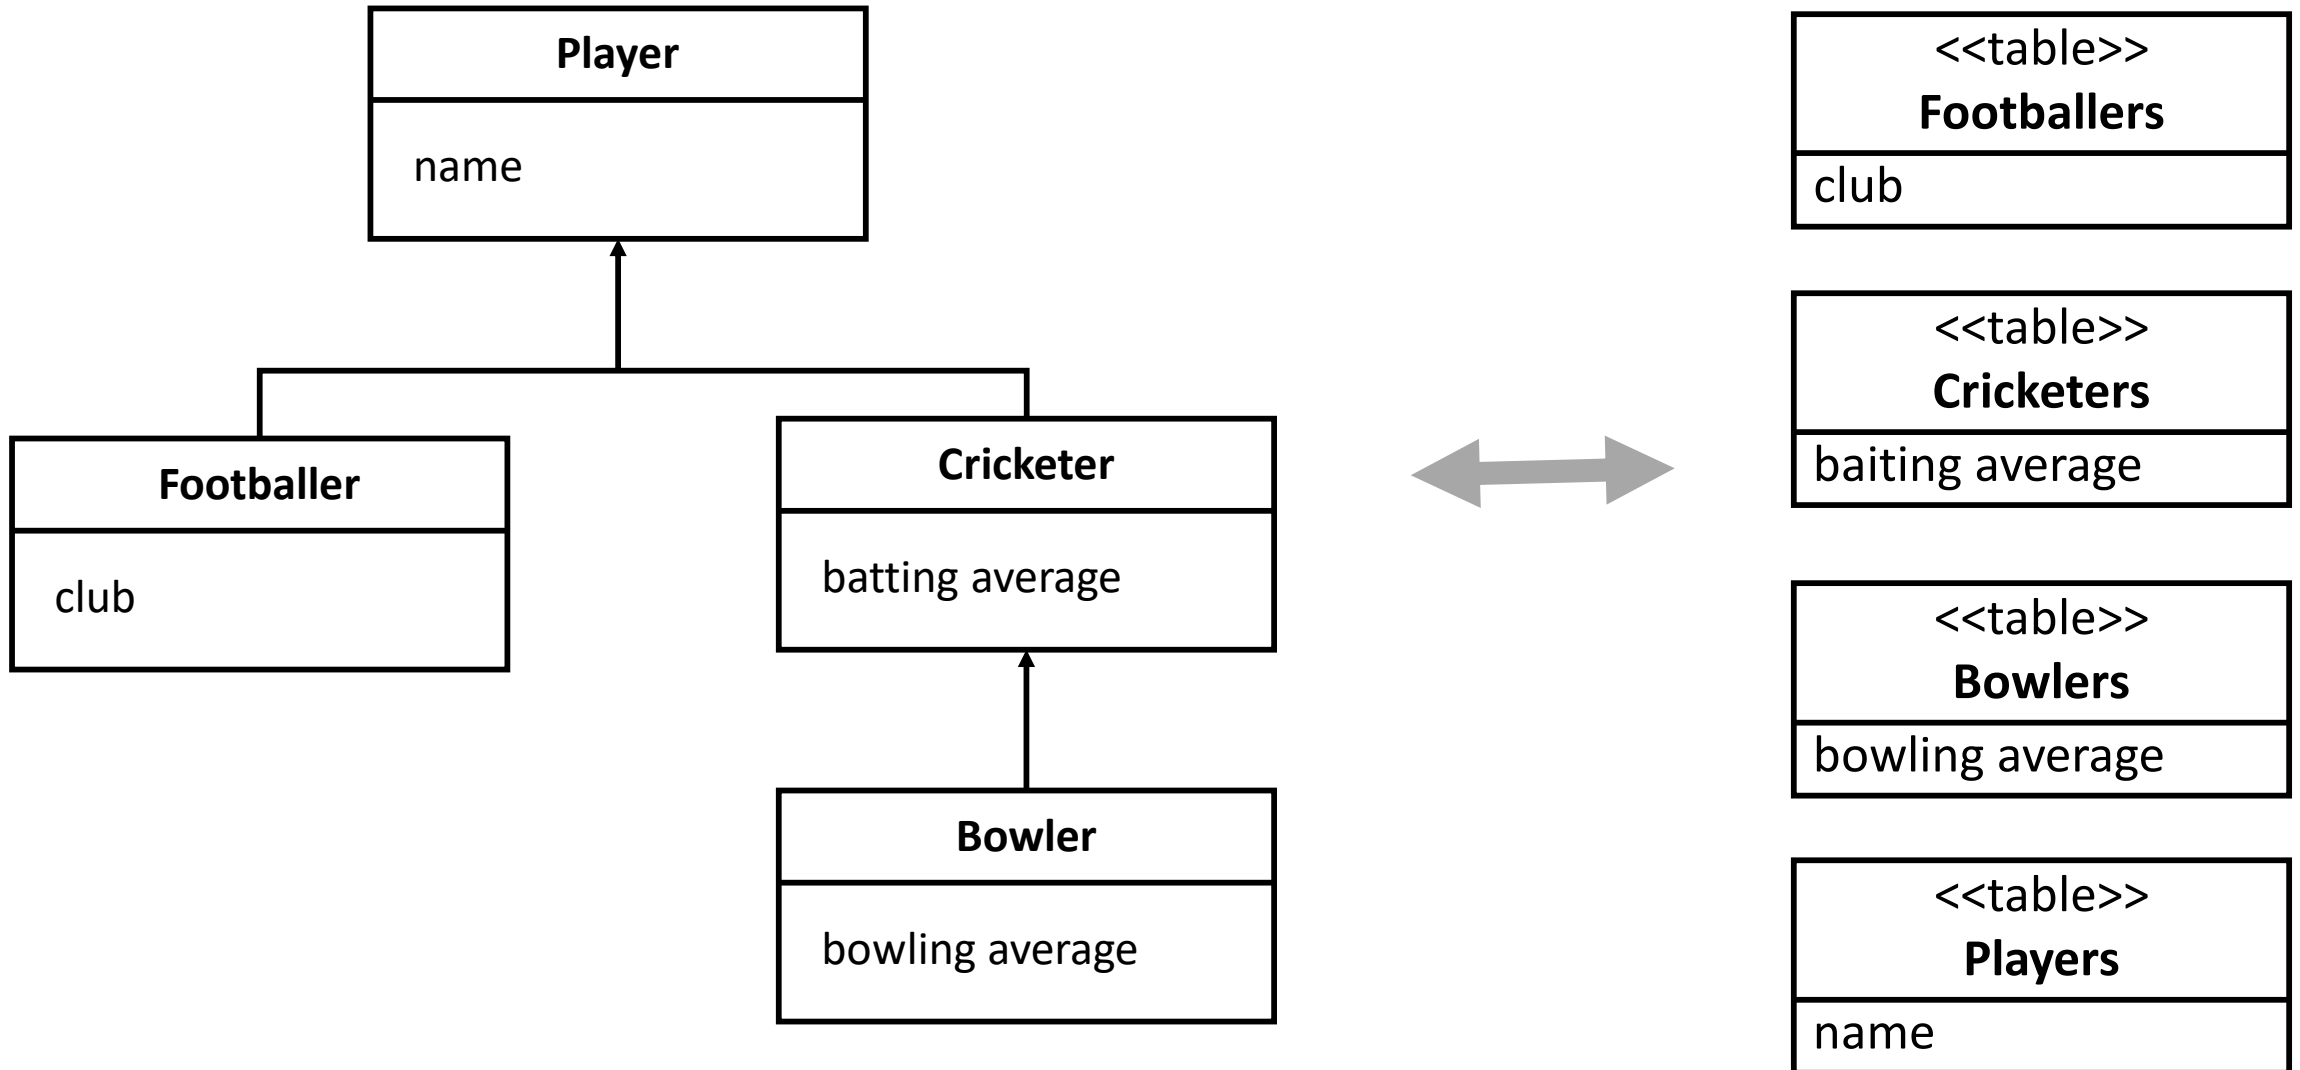 Player
name
Footballer
club
Cricketer
batting average
Bowler
bowling average
<<table>>
Footballers
club
<<table>>
Cricketers
baiting average
<<table>>
Bowlers
bowling average
<<table>>
Players
name